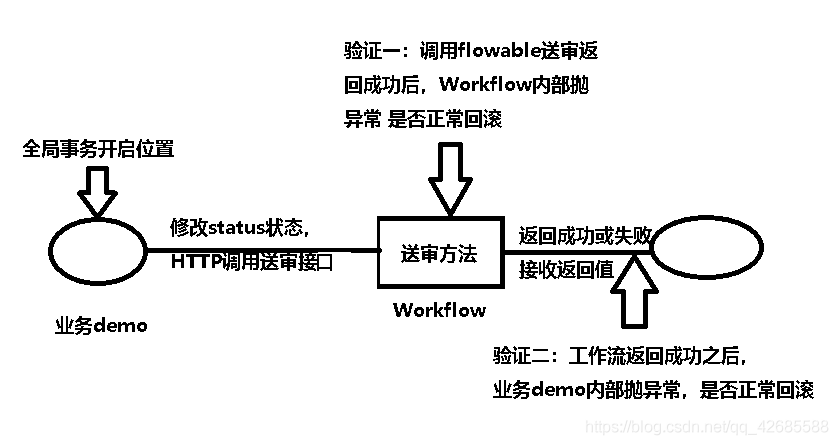 验证一：调用flowable送审返
回成功后，Workflow内部抛
异常 是否正常回滚
全局事务开启位置
修改status状态，
HTTP调用送审接口
送审方法
返回成功或失败
接收返回值
业务demo
Workflow
验证二：工作流返回成功之后，
业务demo内部抛异常，是否正常回滚
https://blog.csdn.net/qq_42685588